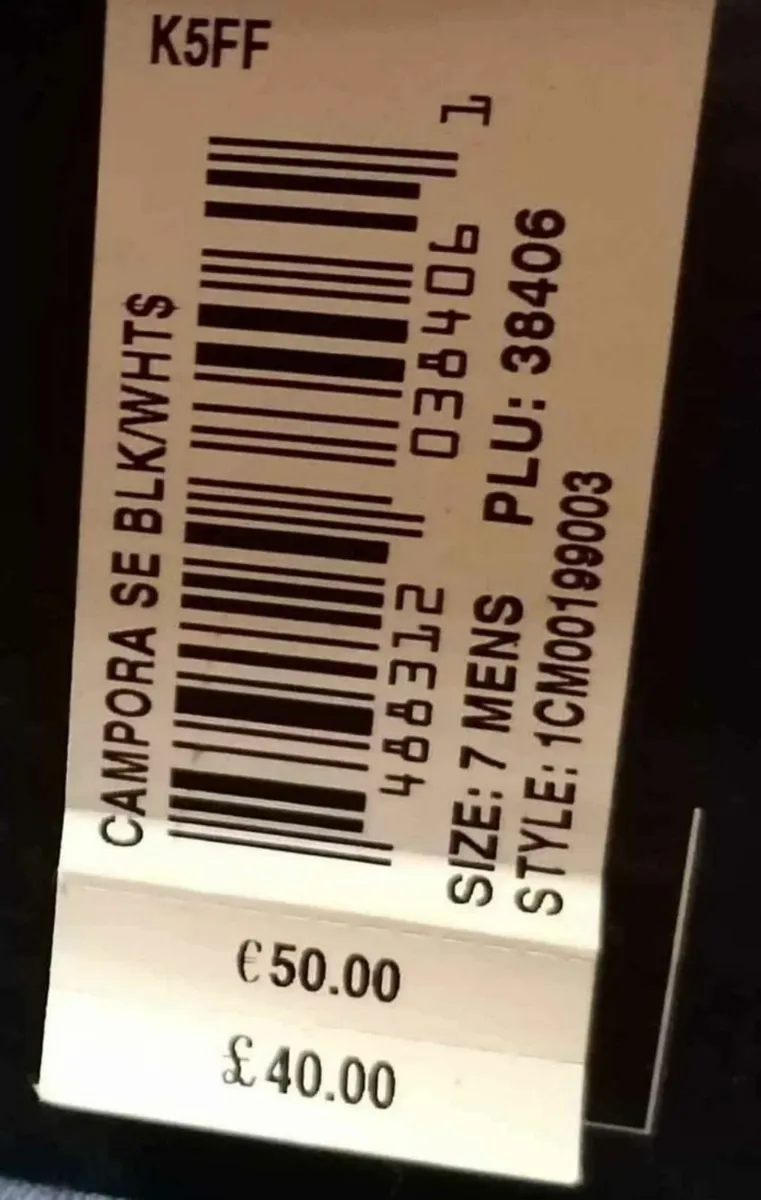 K5FF
CAMPORA SE BLK/WHT$
488312 038406 1
SIZE: 7 MENS PLU: 38406
STYLE: 1CM00199003
€50.00
£40.00